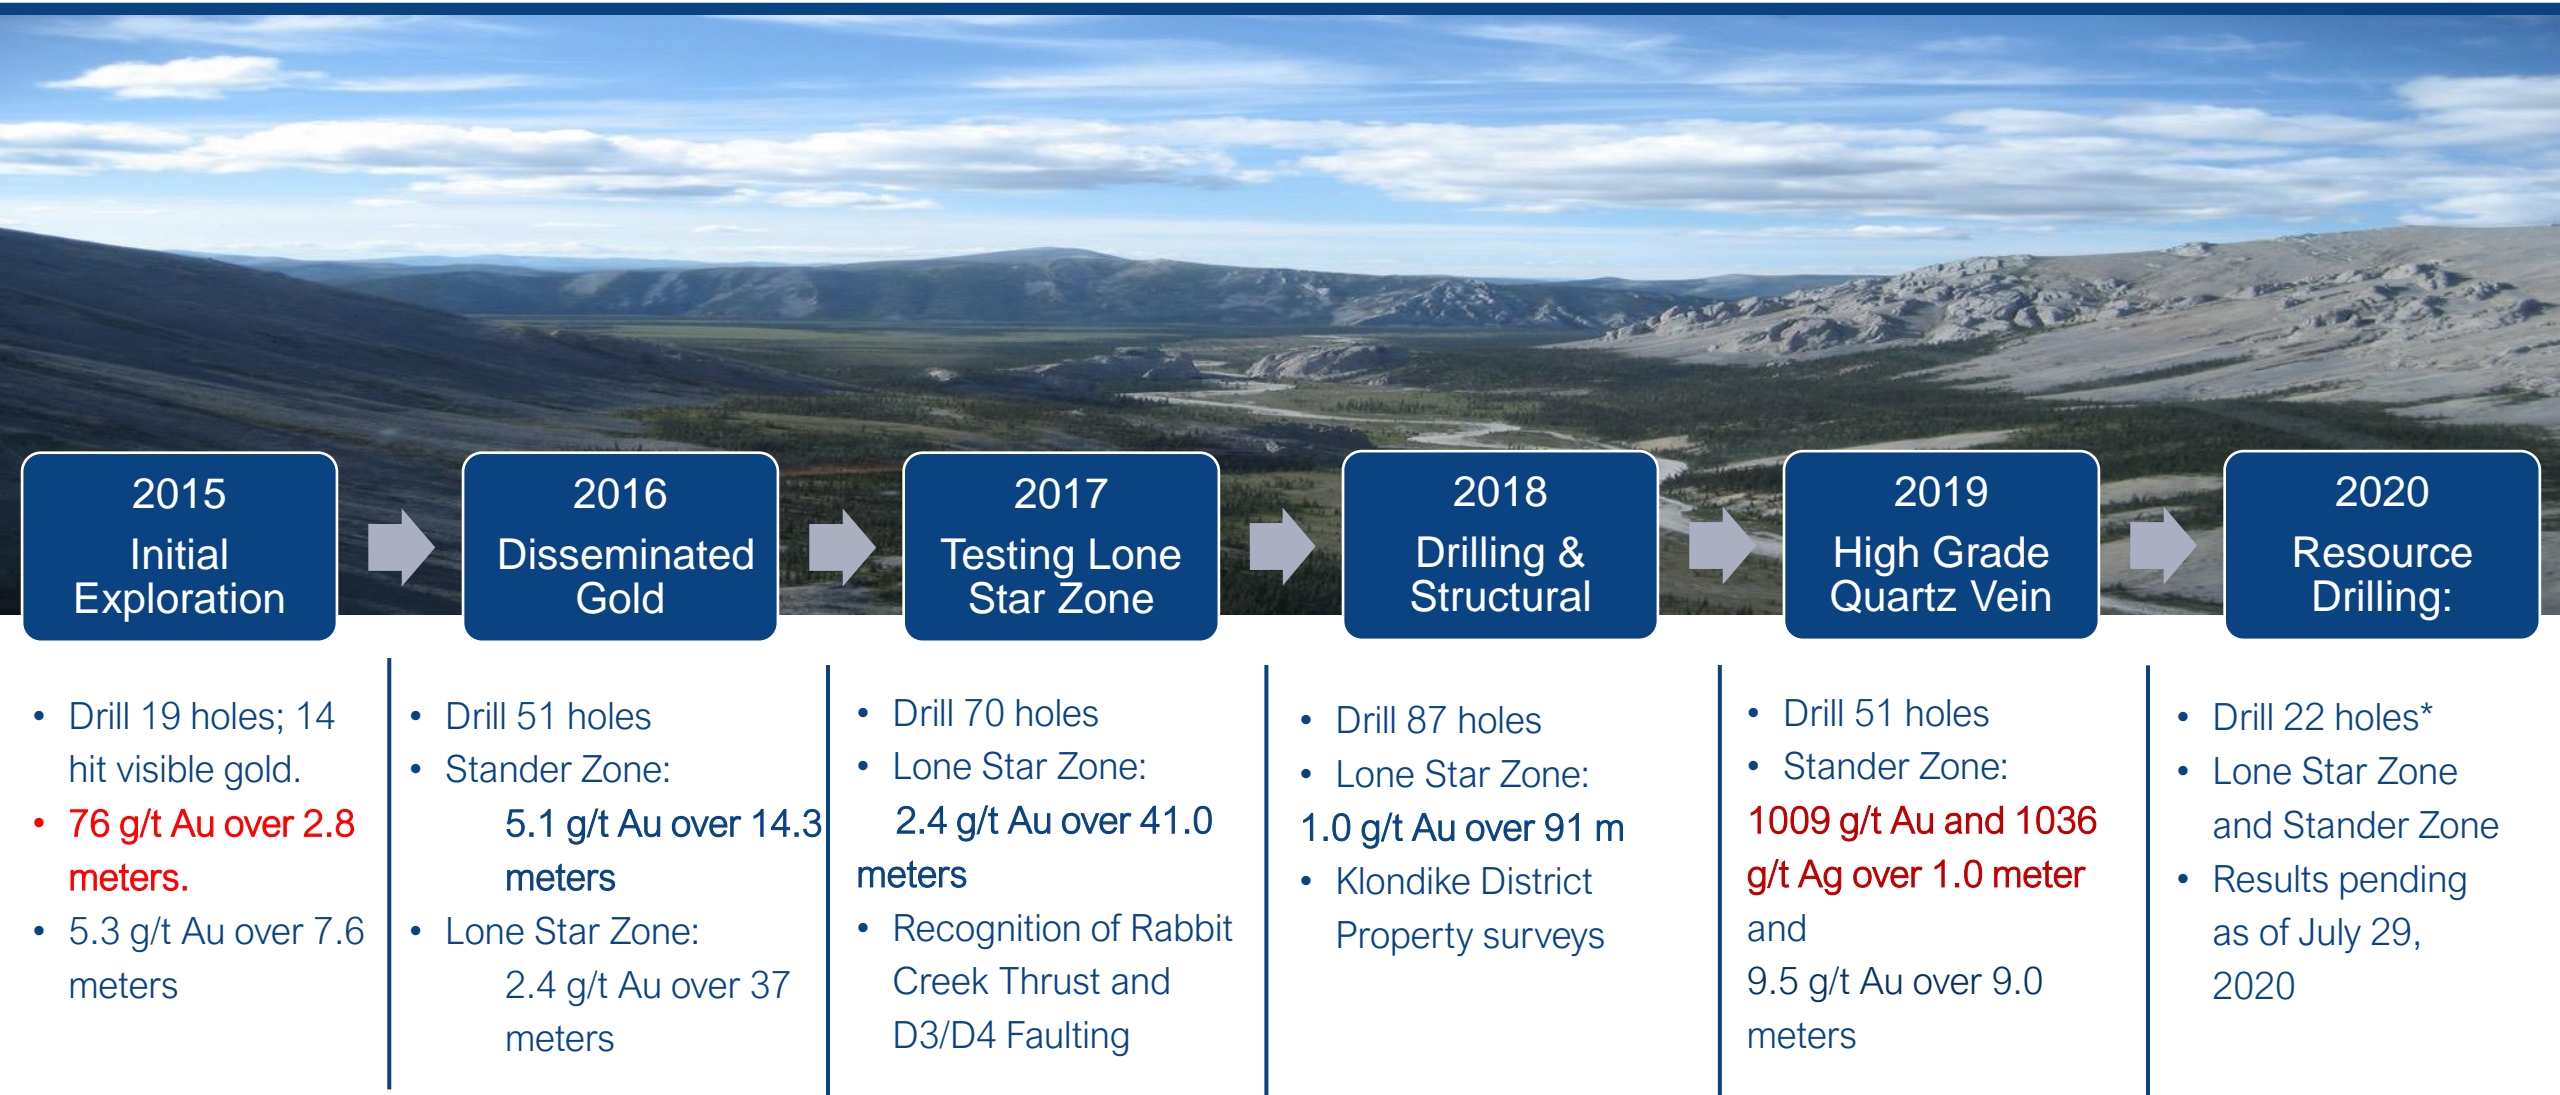 2015
Initial
Exploration
2016
Disseminated
Gold
2017
Testing Lone
Star Zone
2018
Drilling &
Structural
2019
High Grade
Quartz Vein
2020
Resource
Drilling:
• Drill 19 holes; 14
hit visible gold.
• 76 g/t Au over 2.8
meters.
• 5.3 g/t Au over 7.6
meters
• Drill 51 holes
• Stander Zone:
5.1 g/t Au over 14.3
meters
• Lone Star Zone:
2.4 g/t Au over 37
meters
• Drill 70 holes
• Lone Star Zone:
2.4 g/t Au over 41.0
meters
• Recognition of Rabbit
Creek Thrust and
D3/D4 Faulting
• Drill 87 holes
• Lone Star Zone:
1.0 g/t Au over 91 m
• Klondike District
Property surveys
• Drill 51 holes
• Stander Zone:
1009 g/t Au and 1036
g/t Ag over 1.0 meter
and
9.5 g/t Au over 9.0
meters
• Drill 22 holes*
• Lone Star Zone
and Stander Zone
• Results pending
as of July 29,
2020